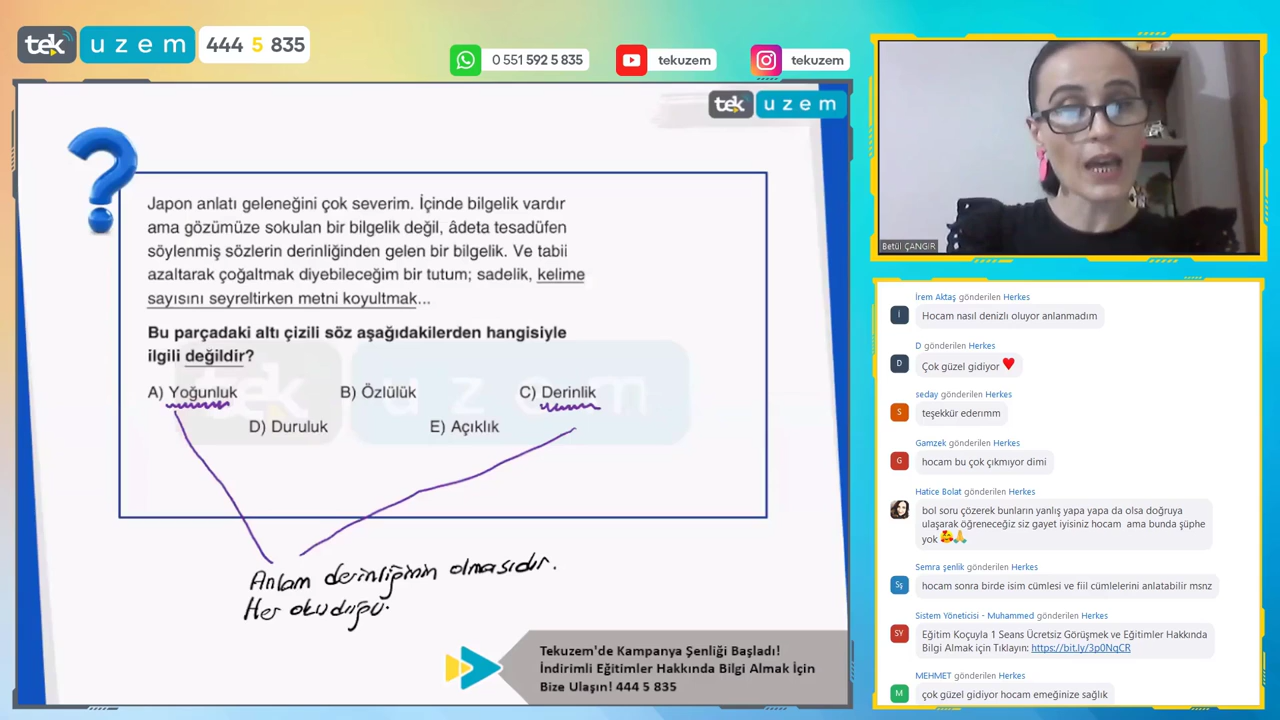 tek uzem 444 5 835
0 551 592 5 835
tekuzem
tekuzem
tek uzem
Japon anlatı geleneğini çok severim. İçinde bilgelik vardır
ama gözümüze sokulan bir bilgelik değil, âdeta tesadüfen
söylenmiş sözlerin derinliğinden gelen bir bilgelik. Ve tabii
azaltarak çoğaltmak diyebileceğim bir tutum; sadelik, kelime
sayısını seyreltirken metni koyultmak...
Bu parçadaki altı çizili söz aşağıdakilerden hangisiyle
ilgili değildir?
A) Yoğunluk B) Özlülük C) Derinlik
D) Duruluk E) Açıklık
tek uzem
Anlam derinliğinin olmasıdır.
Her okuduğu.
Tekuzem'de Kampanya Şenliği Başladı!
İndirimli Eğitimler Hakkında Bilgi Almak İçin
Bize Ulaşın! 444 5 835
Betül ÇANGIR
İrem Aktaş gönderilen Herkes
İ
Hocam nasıl denizlı oluyor anlanmadım
D gönderilen Herkes
D
Çok güzel gidiyor ♥
seday gönderilen Herkes
S
teşekkür ederımm
Gamzek gönderilen Herkes
G
hocam bu çok çıkmıyor dimi
Hatice Bolat gönderilen Herkes
bol soru çözerek bunların yanlış yapa yapa da olsa doğruya
ulaşarak öğreneceğiz siz gayet iyisiniz hocam ama bunda şüphe
yok 🥰🙏
Semra şenlik gönderilen Herkes
Sş
hocam sonra birde isim cümlesi ve fiil cümlelerini anlatabilir msnz
Sistem Yöneticisi - Muhammed gönderilen Herkes
SY
Eğitim Koçuyla 1 Seans Ücretsiz Görüşmek ve Eğitimler Hakkında
Bilgi Almak için Tıklayın: https://bit.ly/3p0NqCR
MEHMET gönderilen Herkes
M
çok güzel gidiyor hocam emeğinize sağlık